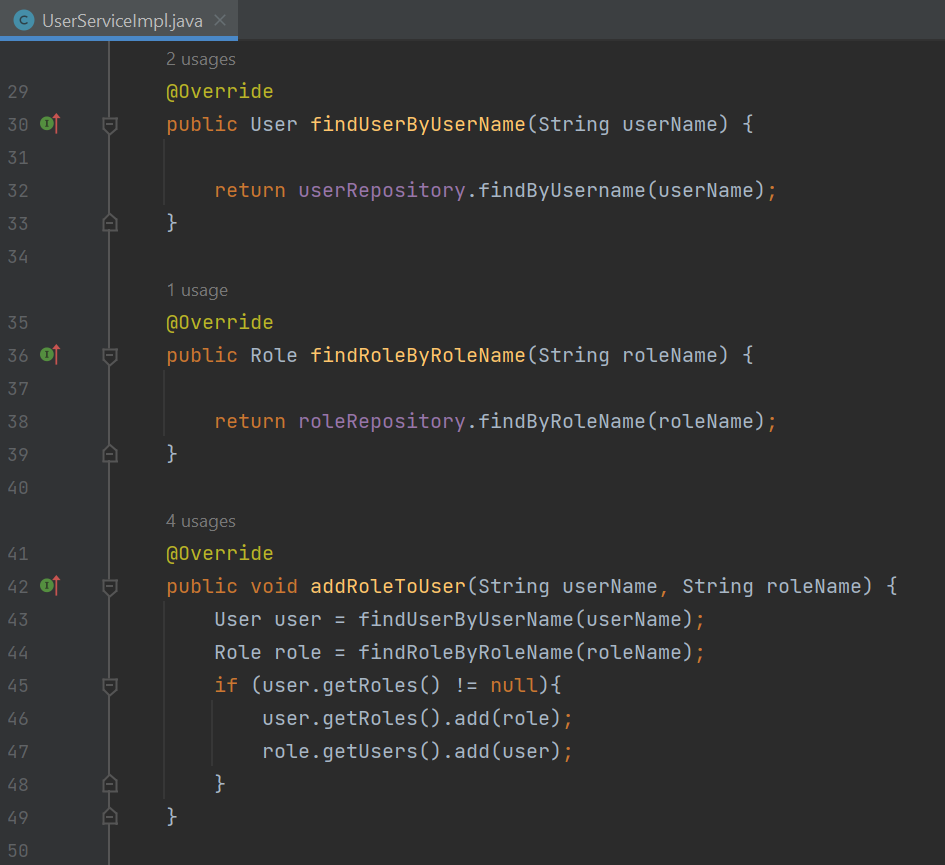 UserServiceImpl.java
2 usages
29 @Override
30 public User findUserByUserName(String userName) {
31
32 return userRepository.findByUsername(userName);
33 }
34
1 usage
35 @Override
36 public Role findRoleByRoleName(String roleName) {
37
38 return roleRepository.findByRoleName(roleName);
39 }
40
4 usages
41 @Override
42 public void addRoleToUser(String userName, String roleName) {
43 User user = findUserByUserName(userName);
44 Role role = findRoleByRoleName(roleName);
45 if (user.getRoles() != null){
46 user.getRoles().add(role);
47 role.getUsers().add(user);
48 }
49 }
50